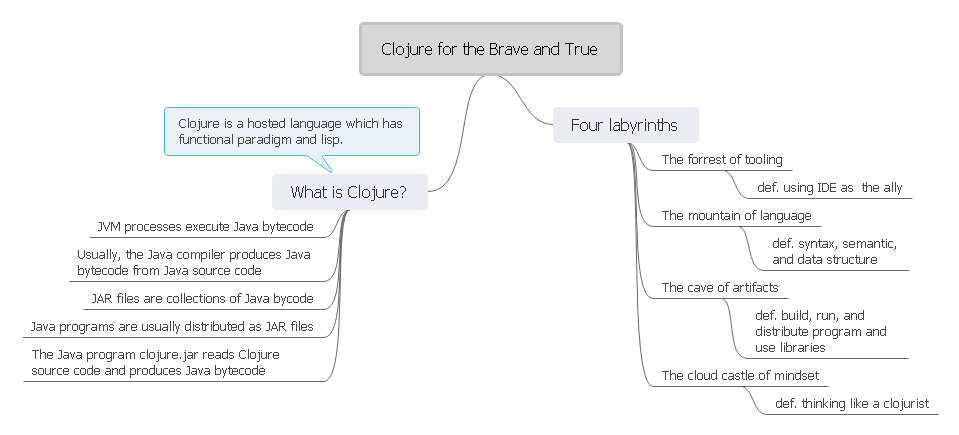 Clojure for the Brave and True
Clojure is a hosted language which has
functional paradigm and lisp.
What is Clojure?
JVM processes execute Java bytecode
Usually, the Java compiler produces Java
bytecode from Java source code
JAR files are collections of Java bycode
Java programs are usually distributed as JAR files
The Java program clojure.jar reads Clojure
source code and produces Java bytecode
Four labyrinths
The forrest of tooling
def. using IDE as  the ally
The mountain of language
def. syntax, semantic,
and data structure
The cave of artifacts
def. build, run, and
distribute program and
use libraries
The cloud castle of mindset
def. thinking like a clojurist